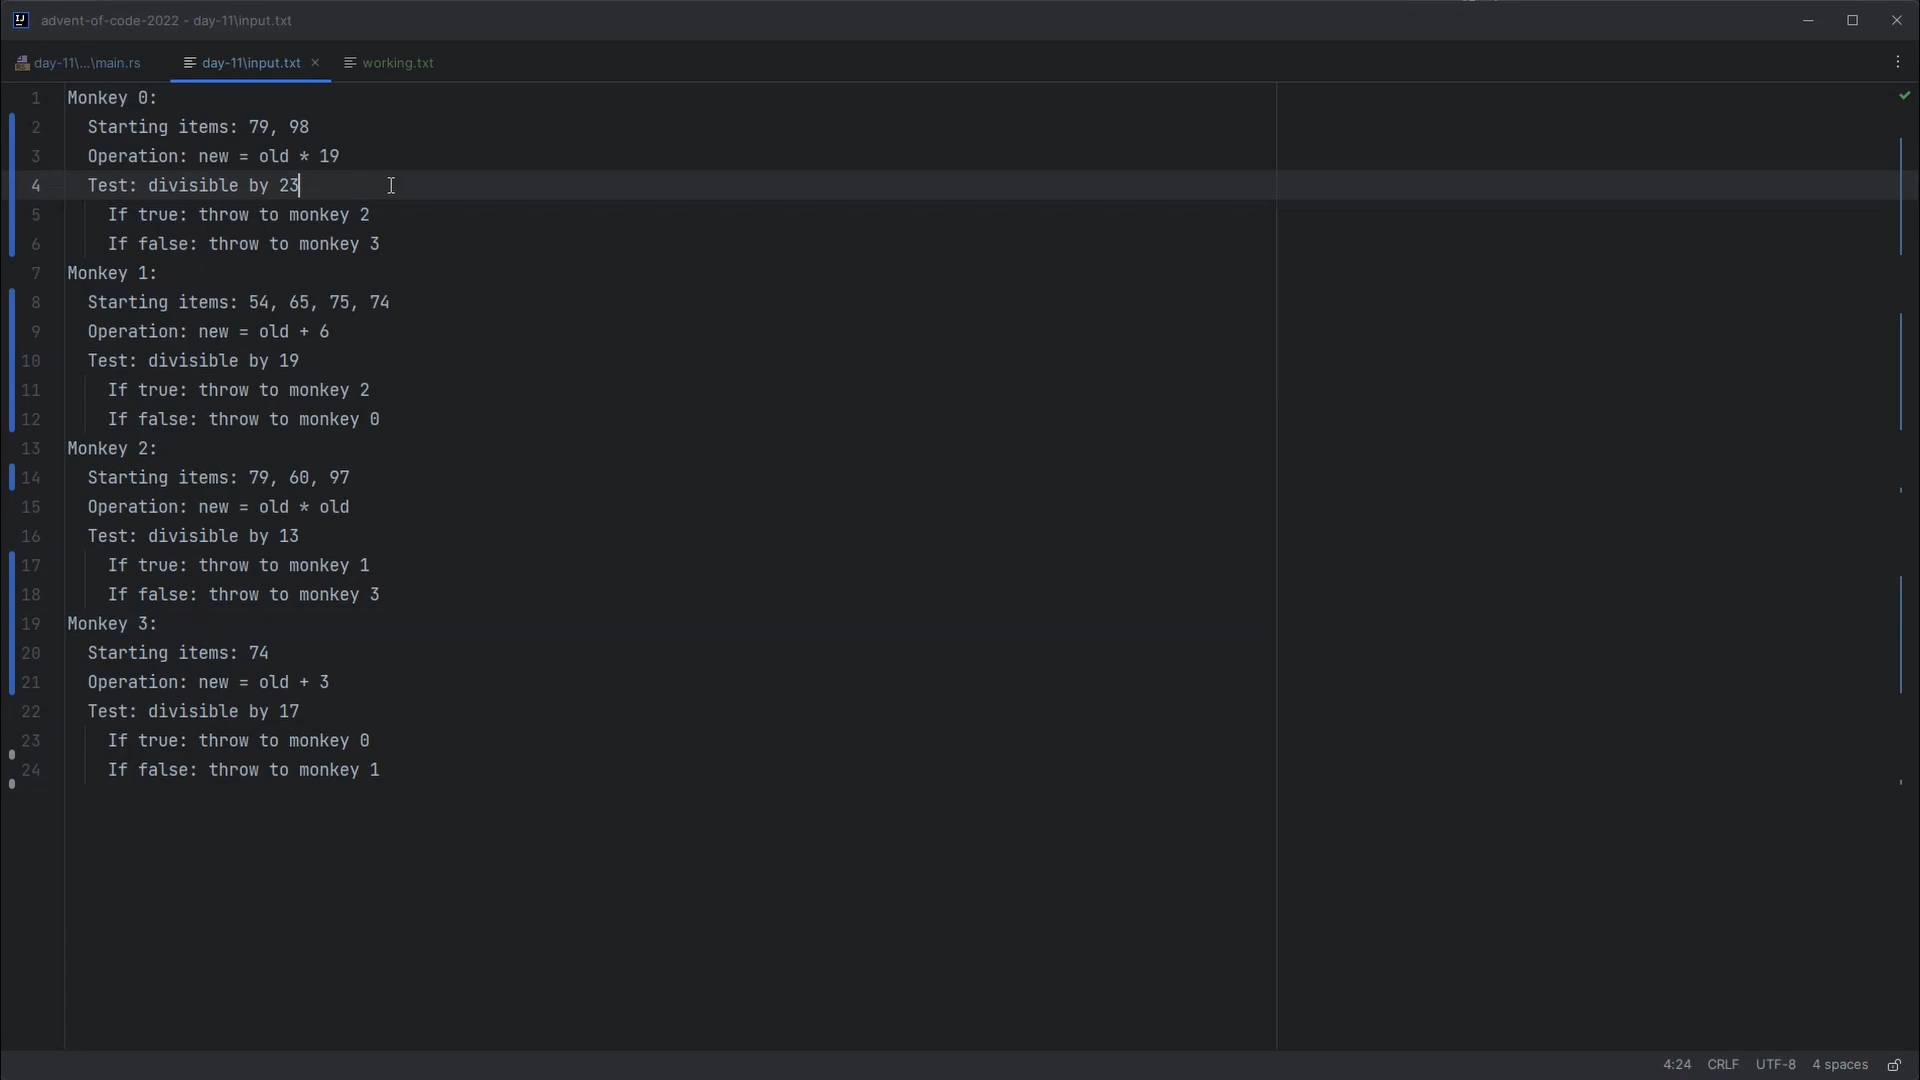 advent-of-code-2022 - day-11\input.txt
day-11\...\main.rs
day-11\input.txt
working.txt
1 Monkey 0:
2 Starting items: 79, 98
3 Operation: new = old * 19
4 Test: divisible by 23
5 If true: throw to monkey 2
6 If false: throw to monkey 3
7 Monkey 1:
8 Starting items: 54, 65, 75, 74
9 Operation: new = old + 6
10 Test: divisible by 19
11 If true: throw to monkey 2
12 If false: throw to monkey 0
13 Monkey 2:
14 Starting items: 79, 60, 97
15 Operation: new = old * old
16 Test: divisible by 13
17 If true: throw to monkey 1
18 If false: throw to monkey 3
19 Monkey 3:
20 Starting items: 74
21 Operation: new = old + 3
22 Test: divisible by 17
23 If true: throw to monkey 0
24 If false: throw to monkey 1
4:24 CRLF UTF-8 4 spaces